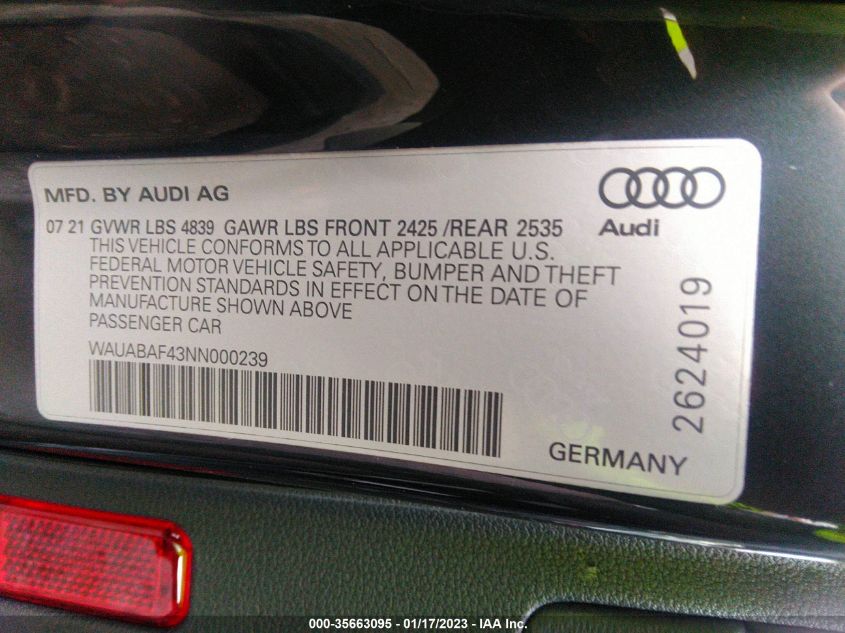 MFD. BY AUDI AG
Audi
07 21 GVWR LBS 4839 GAWR LBS FRONT 2425 /REAR 2535
THIS VEHICLE CONFORMS TO ALL APPLICABLE U.S.
FEDERAL MOTOR VEHICLE SAFETY, BUMPER AND THEFT
PREVENTION STANDARDS IN EFFECT ON THE DATE OF
MANUFACTURE SHOWN ABOVE
PASSENGER CAR
WAUABAF43NN000239
2624019
GERMANY
000-35663095 - 01/17/2023 - IAA Inc.